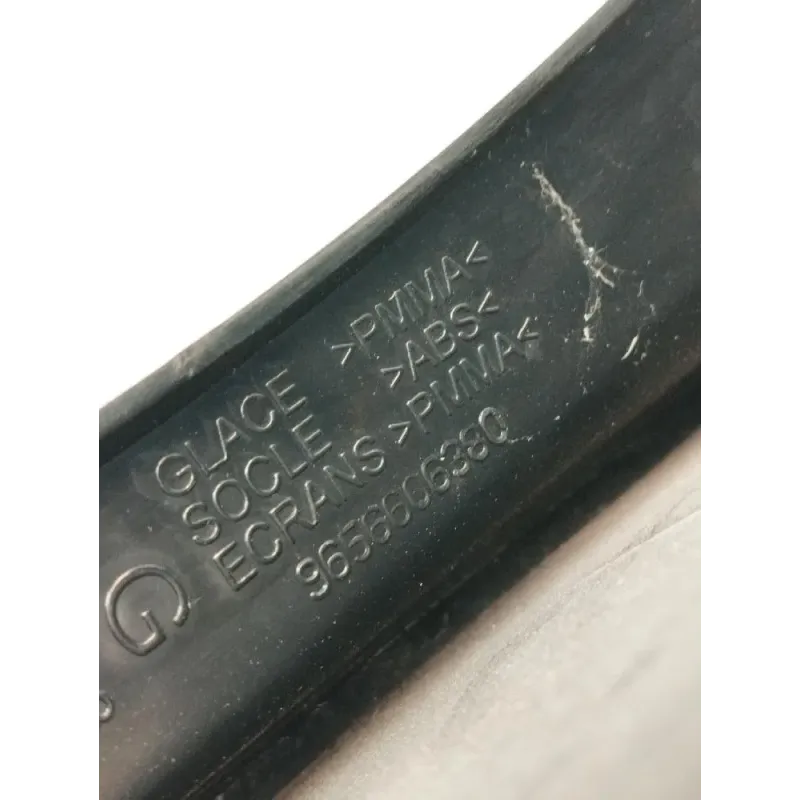 GLACE >PMMA<
SOCLE >ABS<
ECRANS >PMMA<
9656606380
G